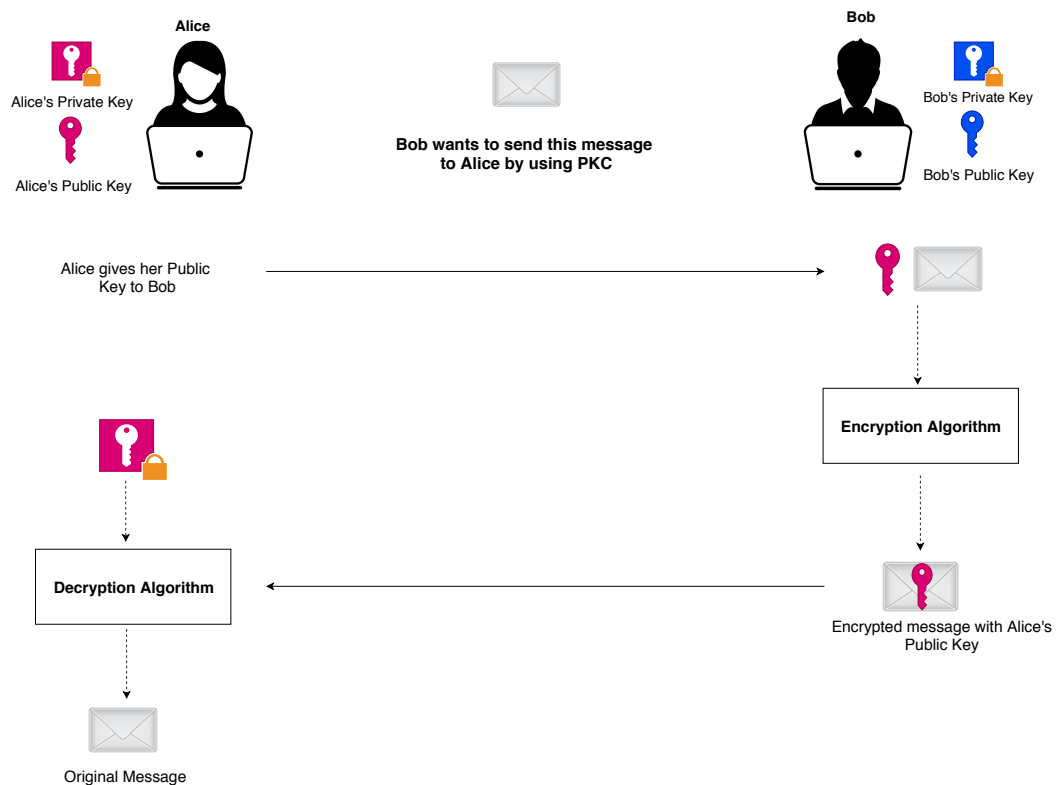 Alice
Bob
Alice's Private Key
Bob's Private Key
Bob wants to send this message
to Alice by using PKC
Alice's Public Key
Bob's Public Key
Alice gives her Public
Key to Bob
Encryption Algorithm
Decryption Algorithm
Encrypted message with Alice's
Public Key
Original Message